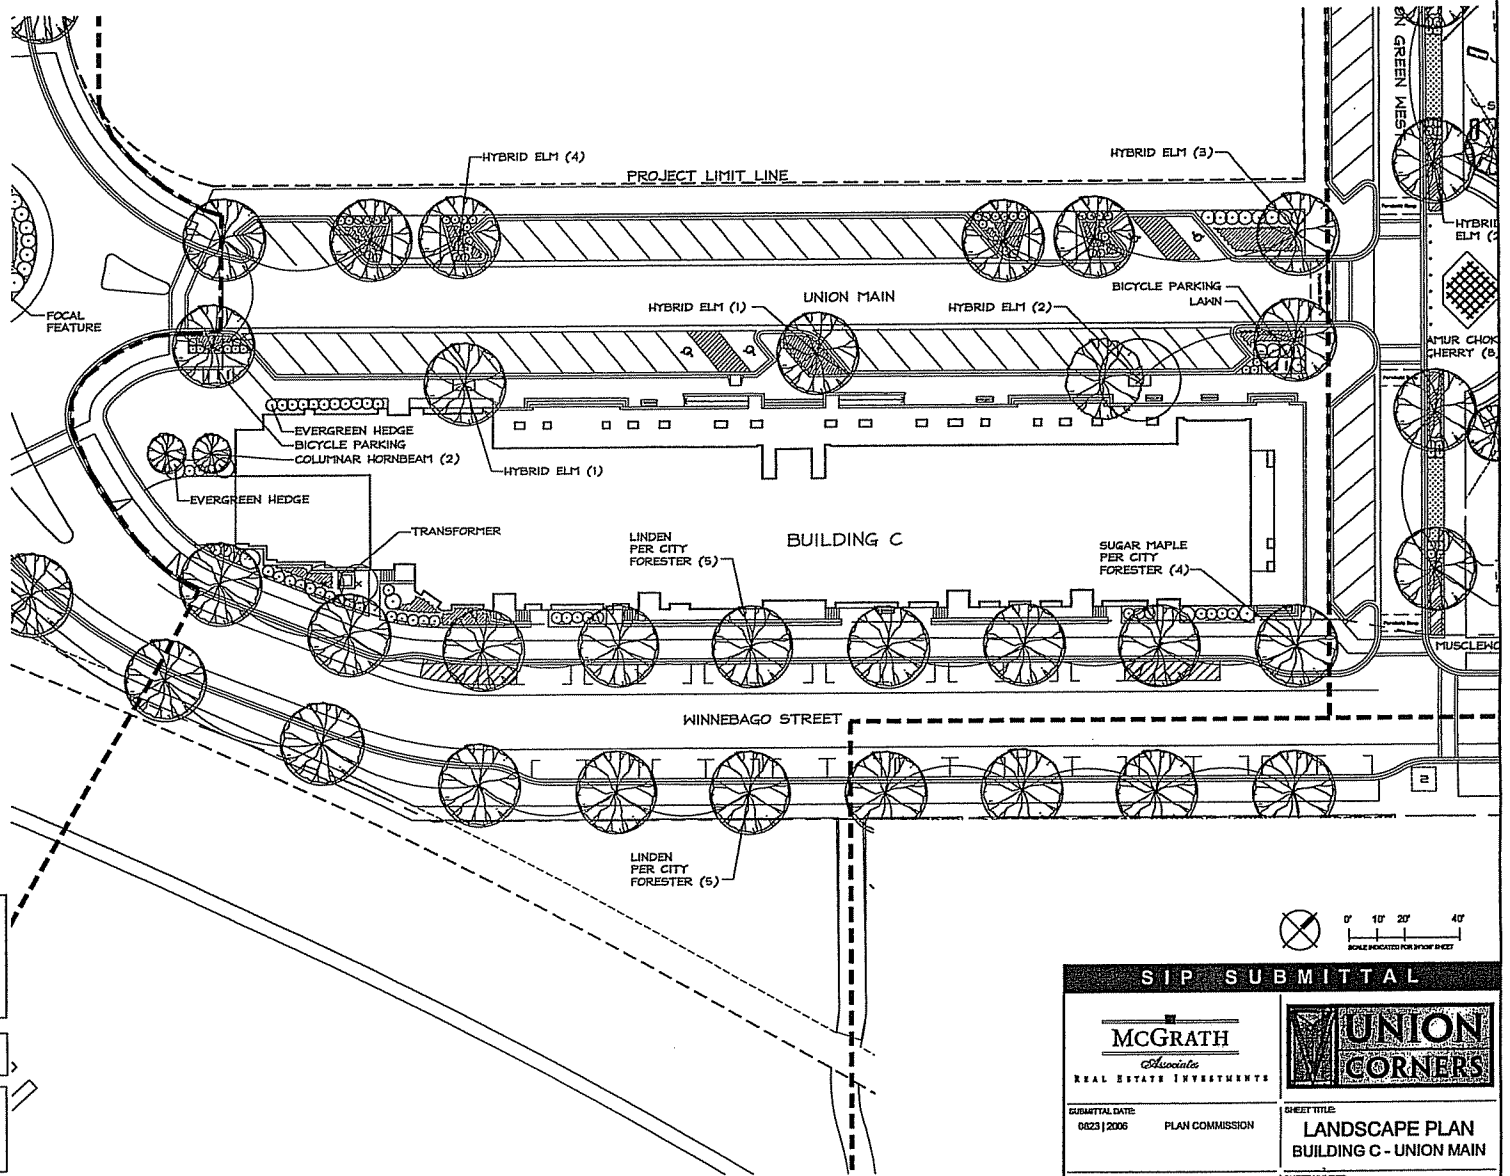 HYBRID ELM (4)
PROJECT LIMIT LINE
HYBRID ELM (3)
ON GREEN WEST
HYBRID
ELM (2
FOCAL
FEATURE
HYBRID ELM (1)
UNION MAIN
HYBRID ELM (2)
BICYCLE PARKING
LAWN
AMUR CHOK
CHERRY (8)
EVERGREEN HEDGE
BICYCLE PARKING
COLUMNAR HORNBEAM (2)
HYBRID ELM (1)
EVERGREEN HEDGE
TRANSFORMER
LINDEN
PER CITY
FORESTER (5)
BUILDING C
SUGAR MAPLE
PER CITY
FORESTER (4)
MUSCLEWO
WINNEBAGO STREET
LINDEN
PER CITY
FORESTER (5)
0' 10' 20' 40'
SIP SUBMITTAL
McGRATH
Associates
REAL ESTATE INVESTMENTS
UNION
CORNERS
SUBMITTAL DATE:
0823 | 2006 PLAN COMMISSION
SHEET TITLE:
LANDSCAPE PLAN
BUILDING C - UNION MAIN